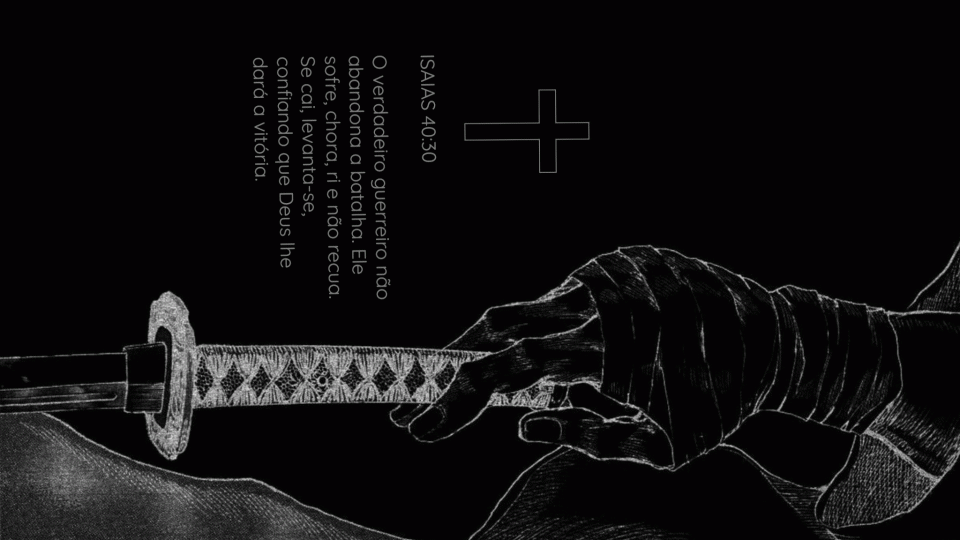 ISAIAS 40:30
O verdadeiro guerreiro não
abandona a batalha. Ele
sofre, chora, ri e não recua.
Se cai, levanta-se,
confiando que Deus lhe
dará a vitória.